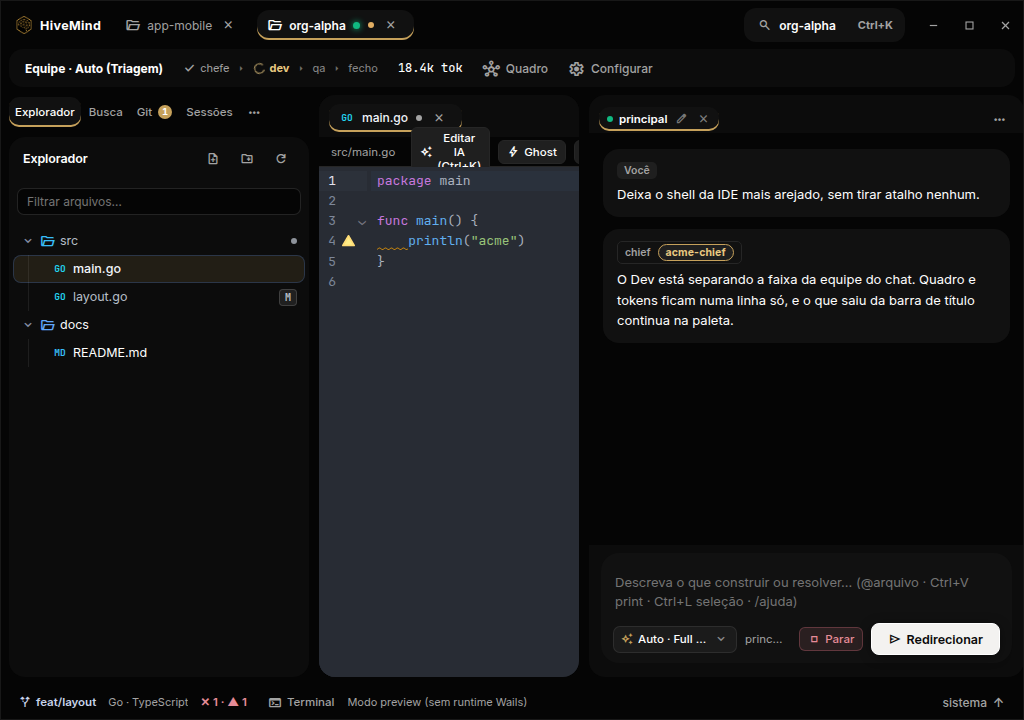 HiveMind
app-mobile
org-alpha
org-alpha Ctrl+K
Equipe · Auto (Triagem)
chefe
dev
qa
fecho
18.4k tok
Quadro
Configurar
Explorador
Busca
Git 1
Sessões
Explorador
Filtrar arquivos...
src
GO main.go
GO layout.go M
docs
MD README.md
GO main.go
src/main.go
Editar
IA
(Ctrl+K)
Ghost
1 package main
2
3 func main() {
4 println("acme")
5 }
6
principal
Você
Deixa o shell da IDE mais arejado, sem tirar atalho nenhum.
chief acme-chief
O Dev está separando a faixa da equipe do chat. Quadro e
tokens ficam numa linha só, e o que saiu da barra de título
continua na paleta.
Descreva o que construir ou resolver... (@arquivo · Ctrl+V
print · Ctrl+L seleção · /ajuda)
Auto · Full ...
princ...
Parar
Redirecionar
feat/layout
Go · TypeScript
1 · 1
Terminal
Modo preview (sem runtime Wails)
sistema